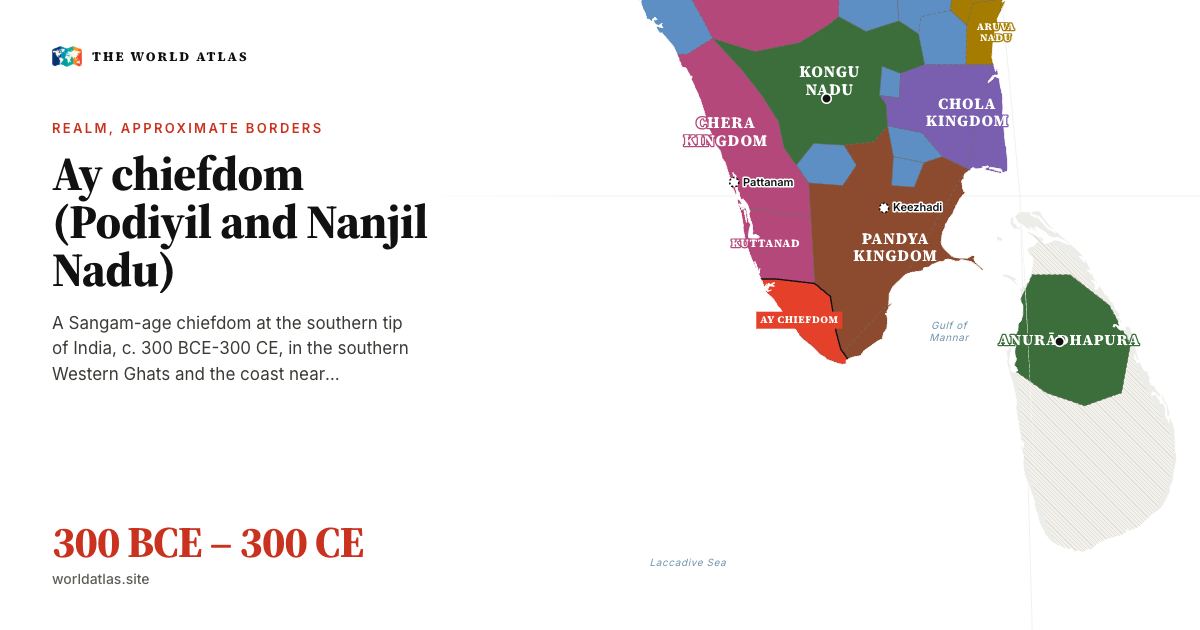 THE WORLD ATLAS
REALM, APPROXIMATE BORDERS
Ay chiefdom
(Podiyil and Nanjil
Nadu)
A Sangam-age chiefdom at the southern tip
of India, c. 300 BCE-300 CE, in the southern
Western Ghats and the coast near...
300 BCE – 300 CE
worldatlas.site
ARUVA
NADU
KONGU
NADU
CHOLA
KINGDOM
CHERA
KINGDOM
Pattanam
Keezhadi
KUTTANAD
PANDYA
KINGDOM
AY CHIEFDOM
Gulf of
Mannar
ANURĀDHAPURA
Laccadive Sea